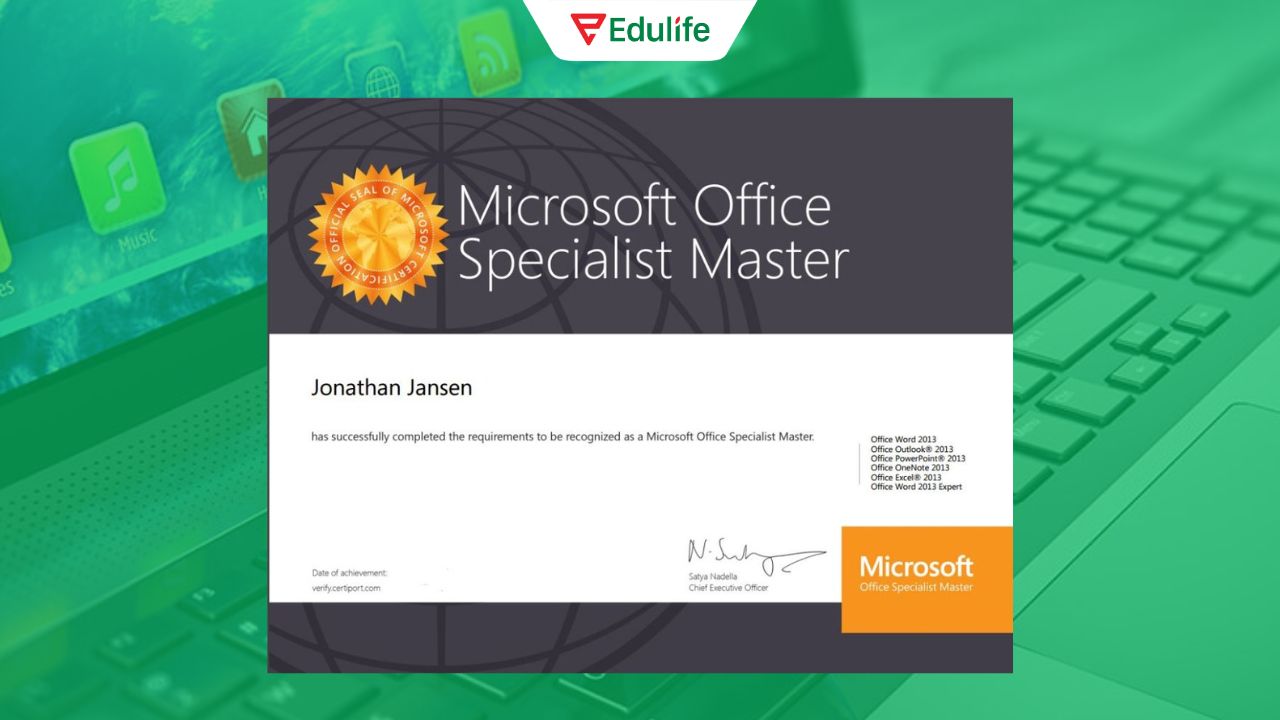 Edulife
Music
OFFICIAL SEAL OF MICROSOFT CERTIFICATION
Microsoft Office
Specialist Master
Jonathan Jansen
has successfully completed the requirements to be recognized as a Microsoft Office Specialist Master.
Office Word 2013
Office Outlook® 2013
Office PowerPoint® 2013
Office OneNote 2013
Office Excel® 2013
Office Word 2013 Expert
Satya Nadella
Chief Executive Officer
Date of achievement:
verify.certiport.com
Microsoft
Office Specialist Master